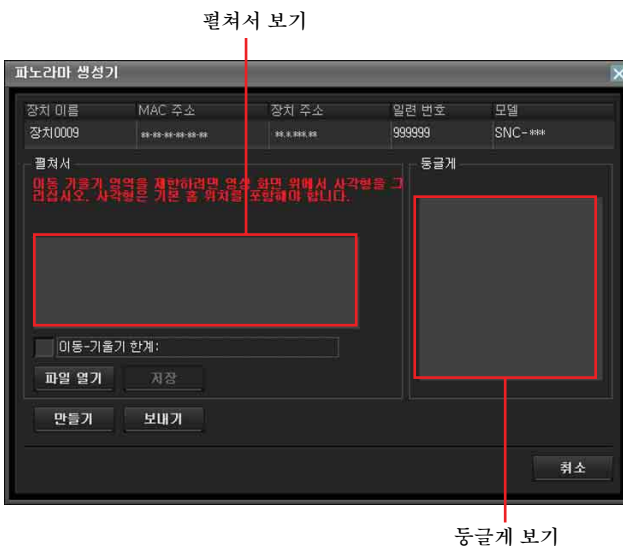 펼쳐서 보기
파노라마 생성기
장치 이름 MAC 주소 장치 주소 일련 번호 모델
장치0009 **-**-**-**-**-** **.*.***.** 999999 SNC-***
펼쳐서 둥글게
이동 기울기 영역을 제한하려면 영상 화면 위에서 사각형을 그
리십시오. 사각형은 기본 홈 위치를 포함해야 합니다.
이동-기울기 한계:
파일 열기 저장
만들기 보내기
취소
둥글게 보기